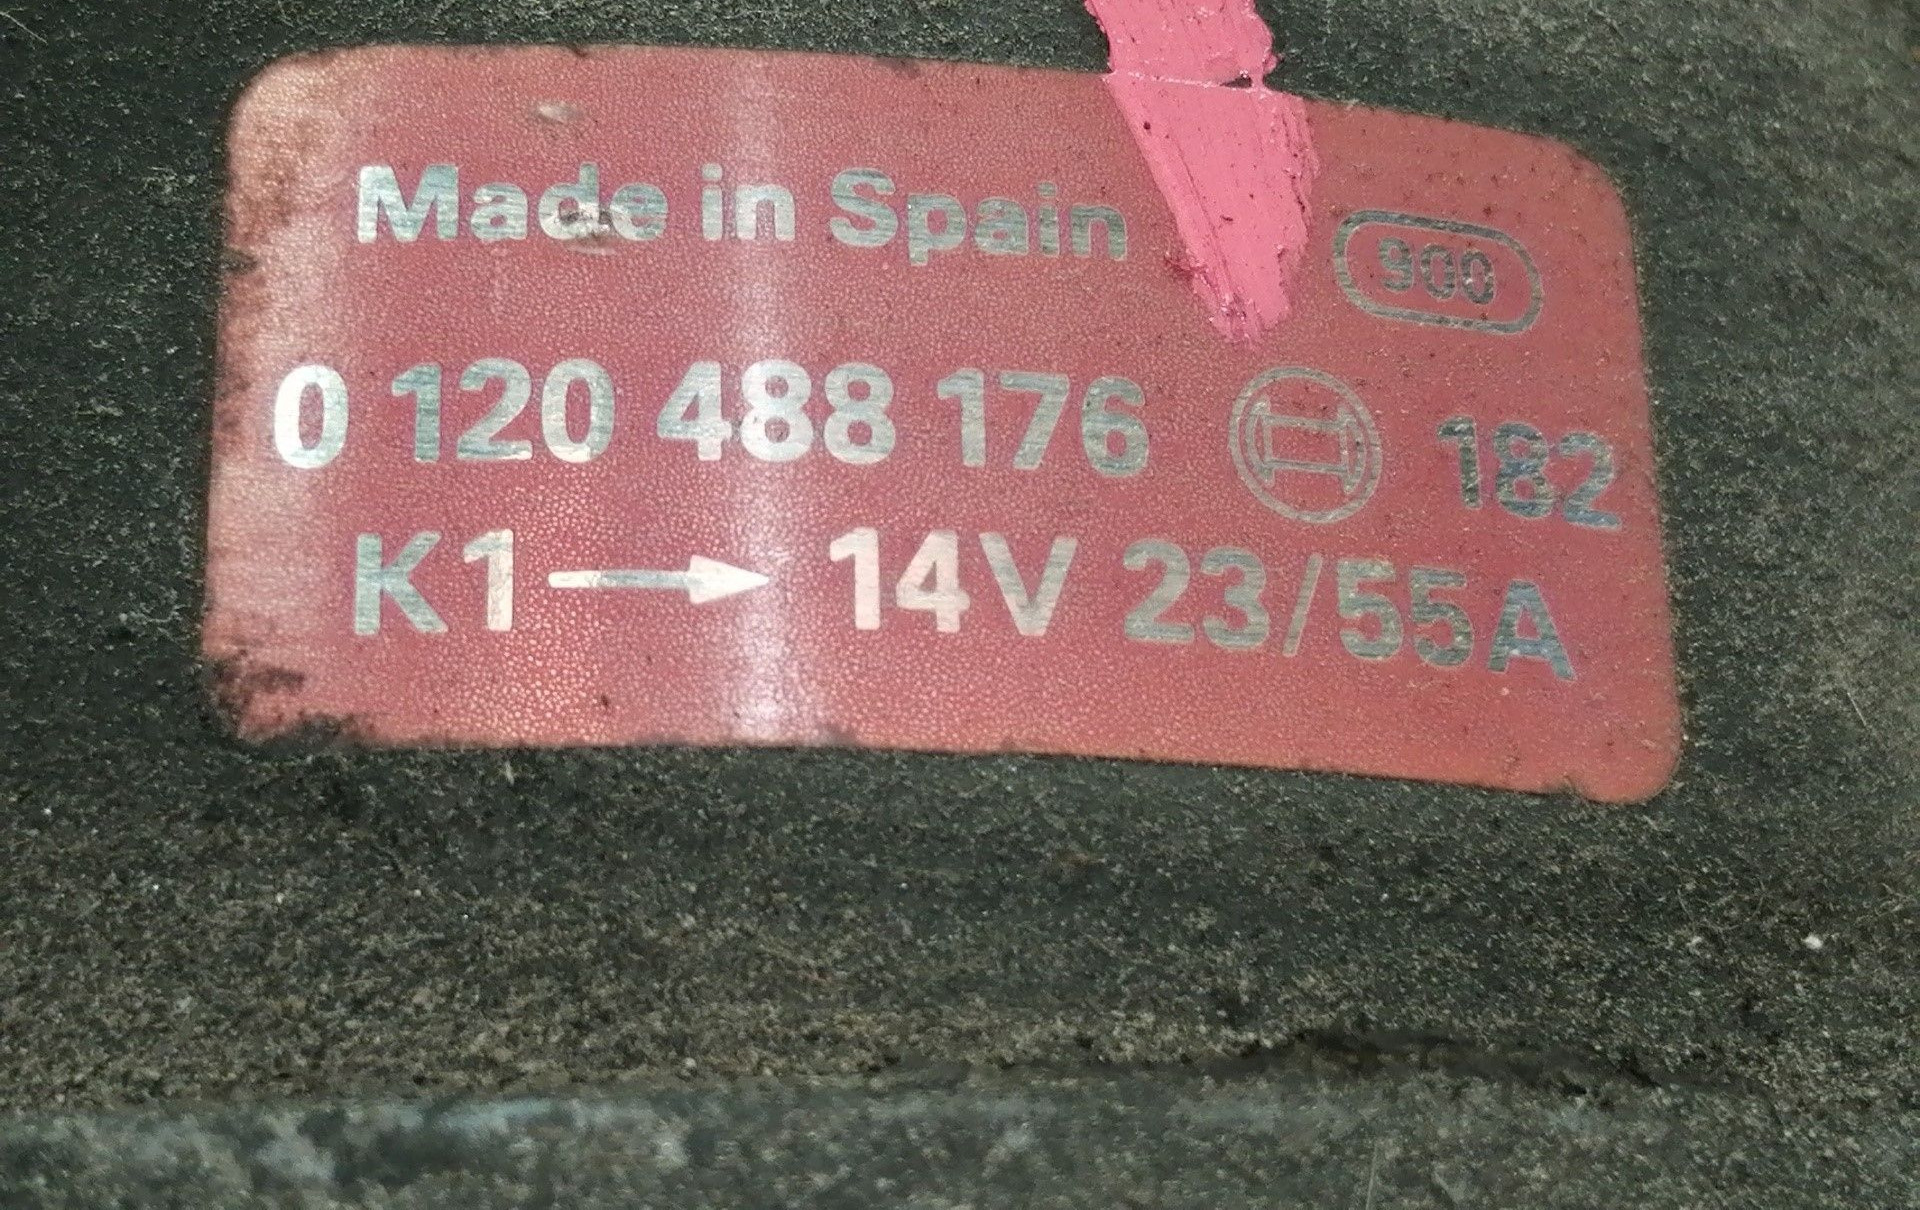 Made in Spain
900
0 120 488 176 182
K1 → 14V 23/55A